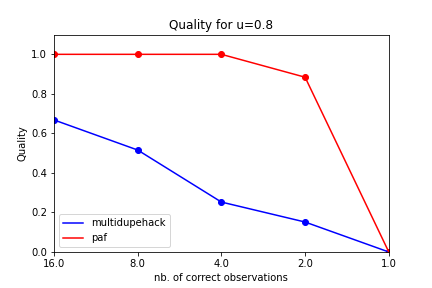 Quality for u=0.8
Quality
1.0
0.8
0.6
0.4
0.2
0.0
multidupehack
paf
16.0 8.0 4.0 2.0 1.0
nb. of correct observations